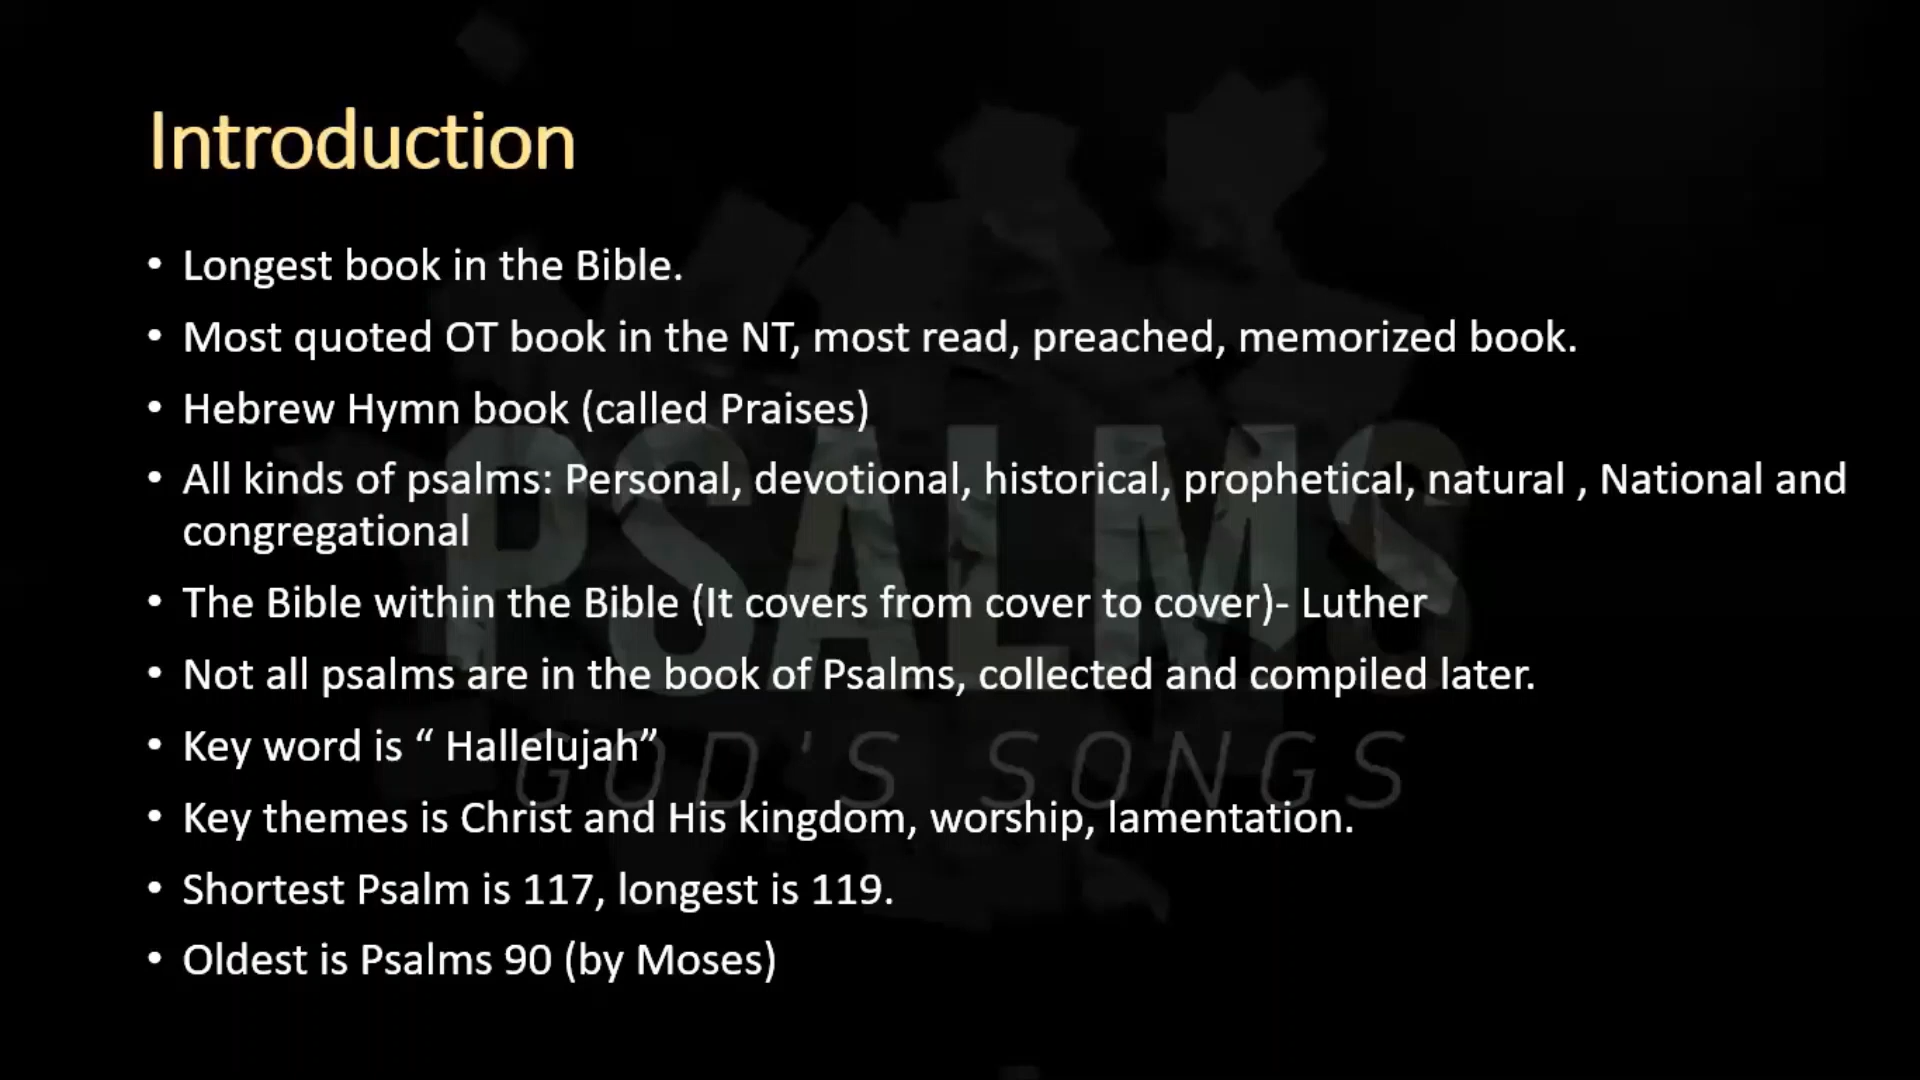 Introduction
• Longest book in the Bible.
• Most quoted OT book in the NT, most read, preached, memorized book.
• Hebrew Hymn book (called Praises)
• All kinds of psalms: Personal, devotional, historical, prophetical, natural , National and
congregational
• The Bible within the Bible (It covers from cover to cover)- Luther
• Not all psalms are in the book of Psalms, collected and compiled later.
• Key word is “ Hallelujah”
• Key themes is Christ and His kingdom, worship, lamentation.
• Shortest Psalm is 117, longest is 119.
• Oldest is Psalms 90 (by Moses)
PSALMS
GOD'S SONGS